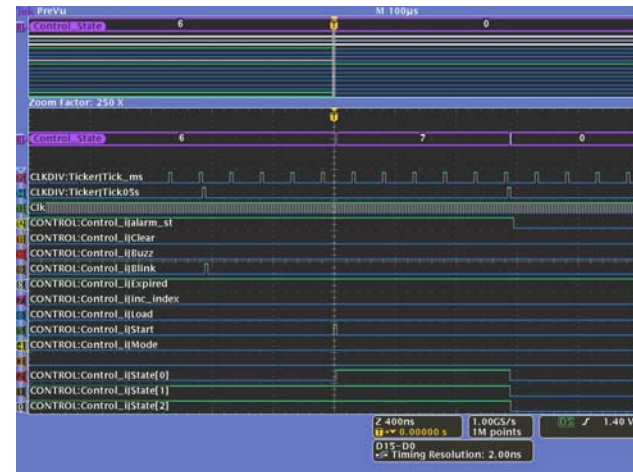 PreVu M 100µs
Control_State 6 0
Zoom Factor: 250 X
Control_State 6 7 0
CLKDIV:Ticker|Tick_ms
CLKDIV:Ticker|Tick05s
Clk
CONTROL:Control_i|alarm_st
CONTROL:Control_i|Clear
CONTROL:Control_i|Buzz
CONTROL:Control_i|Blink
CONTROL:Control_i|Expired
CONTROL:Control_i|inc_index
CONTROL:Control_i|Load
CONTROL:Control_i|Start
CONTROL:Control_i|Mode
CONTROL:Control_i|State[0]
CONTROL:Control_i|State[1]
CONTROL:Control_i|State[2]
Z 400ns 1.00GS/s D5 1.40 V
0.00000 s 1M points
D15-D0
Timing Resolution: 2.00ns